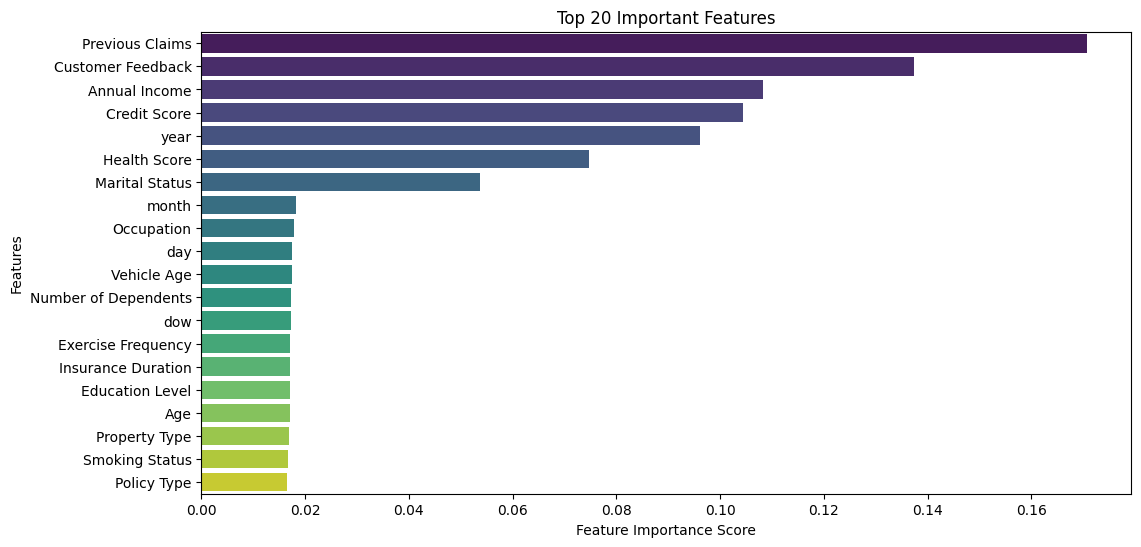 Top 20 Important Features
Features
Previous Claims
Customer Feedback
Annual Income
Credit Score
year
Health Score
Marital Status
month
Occupation
day
Vehicle Age
Number of Dependents
dow
Exercise Frequency
Insurance Duration
Education Level
Age
Property Type
Smoking Status
Policy Type
0.00 0.02 0.04 0.06 0.08 0.10 0.12 0.14 0.16
Feature Importance Score